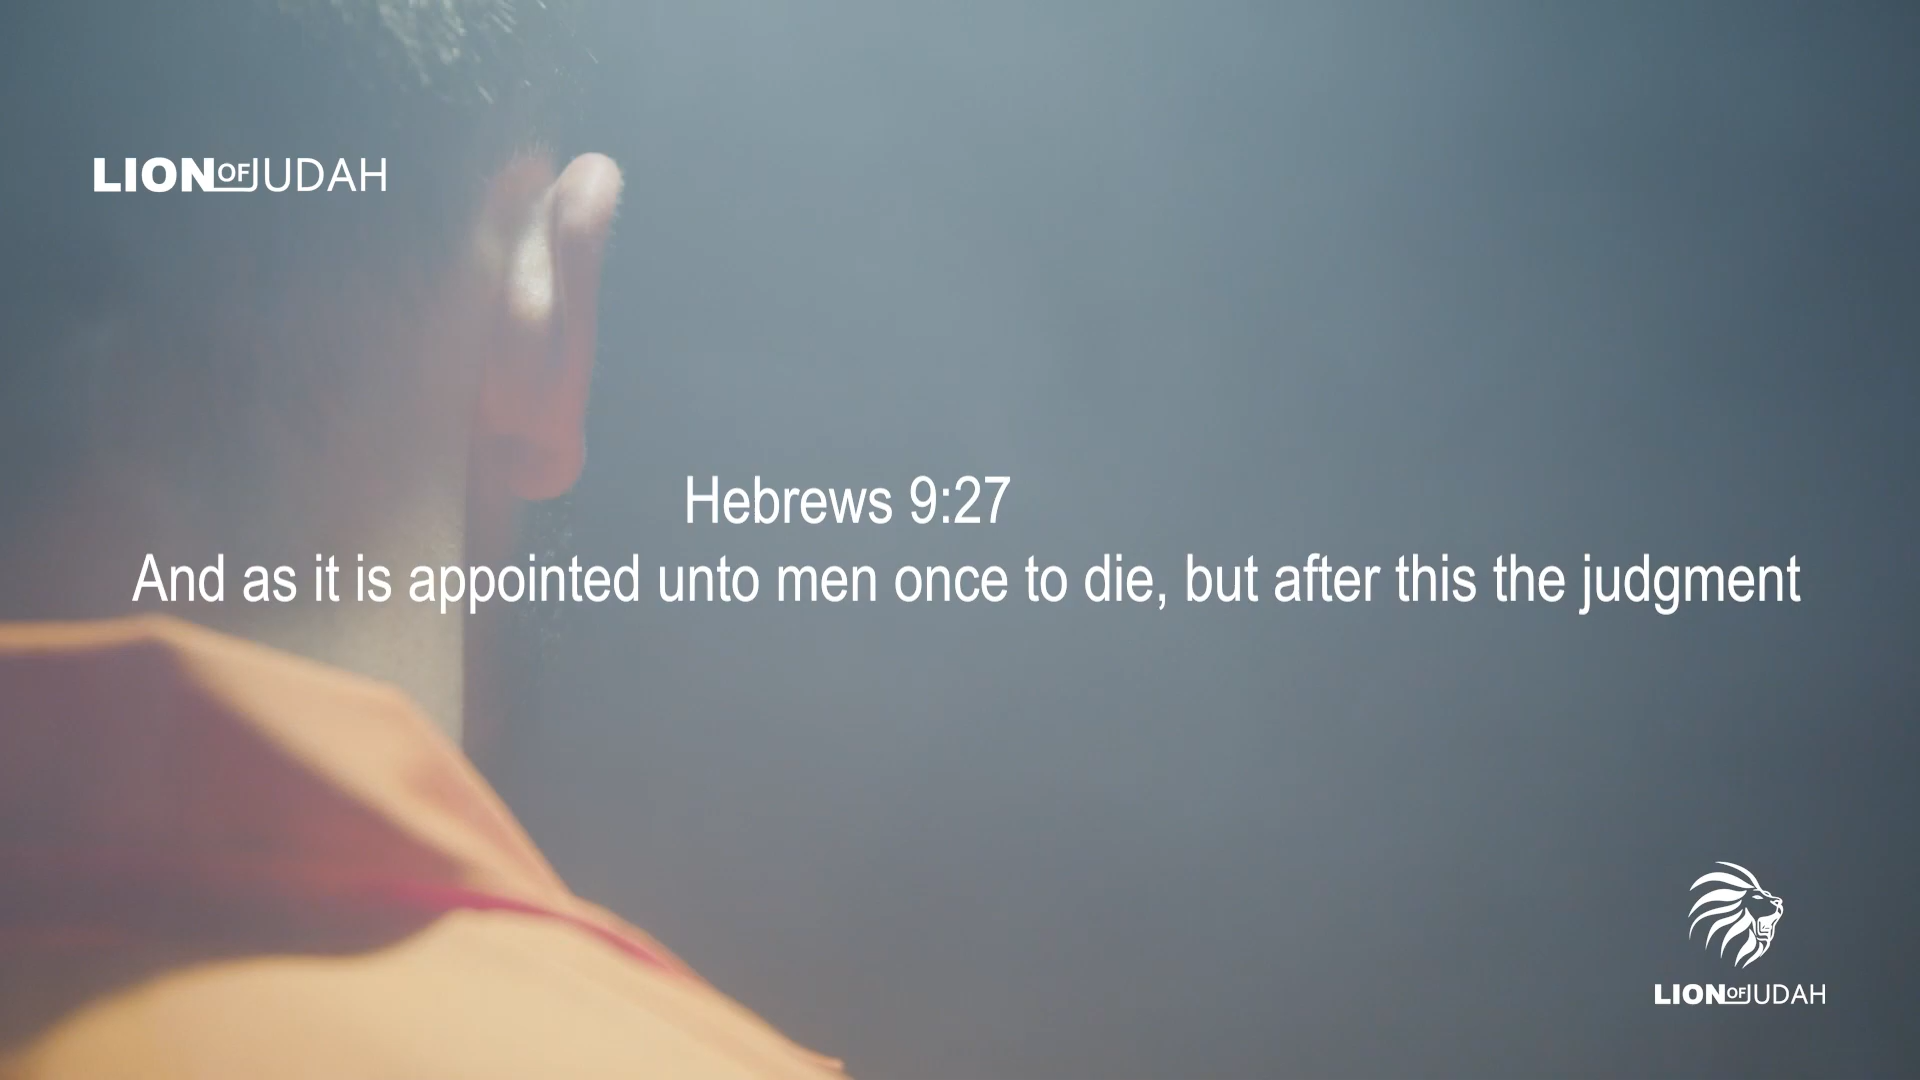 LION OF JUDAH
Hebrews 9:27
And as it is appointed unto men once to die, but after this the judgment
LION OF JUDAH